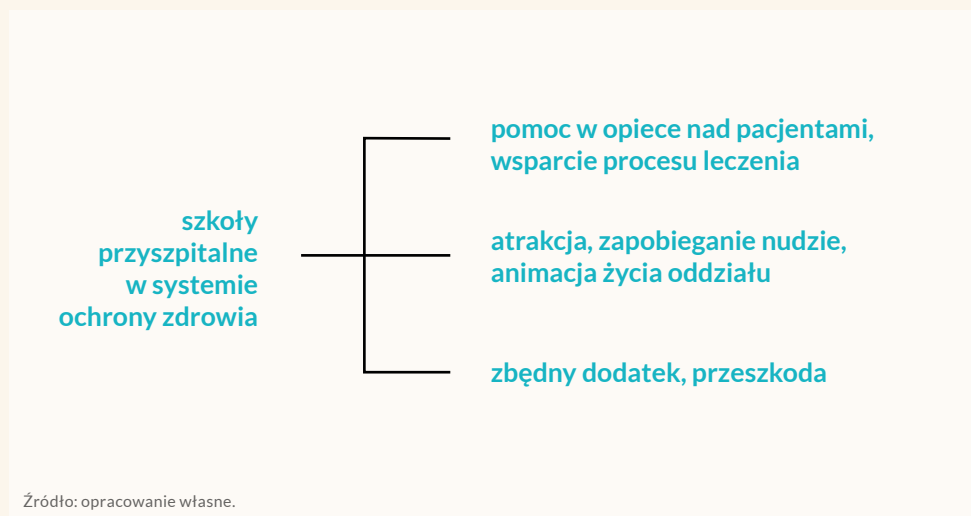 szkoły
przyszpitalne
w systemie
ochrony zdrowia
pomoc w opiece nad pacjentami,
wsparcie procesu leczenia
atrakcja, zapobieganie nudzie,
animacja życia oddziału
zbędny dodatek, przeszkoda
Źródło: opracowanie własne.